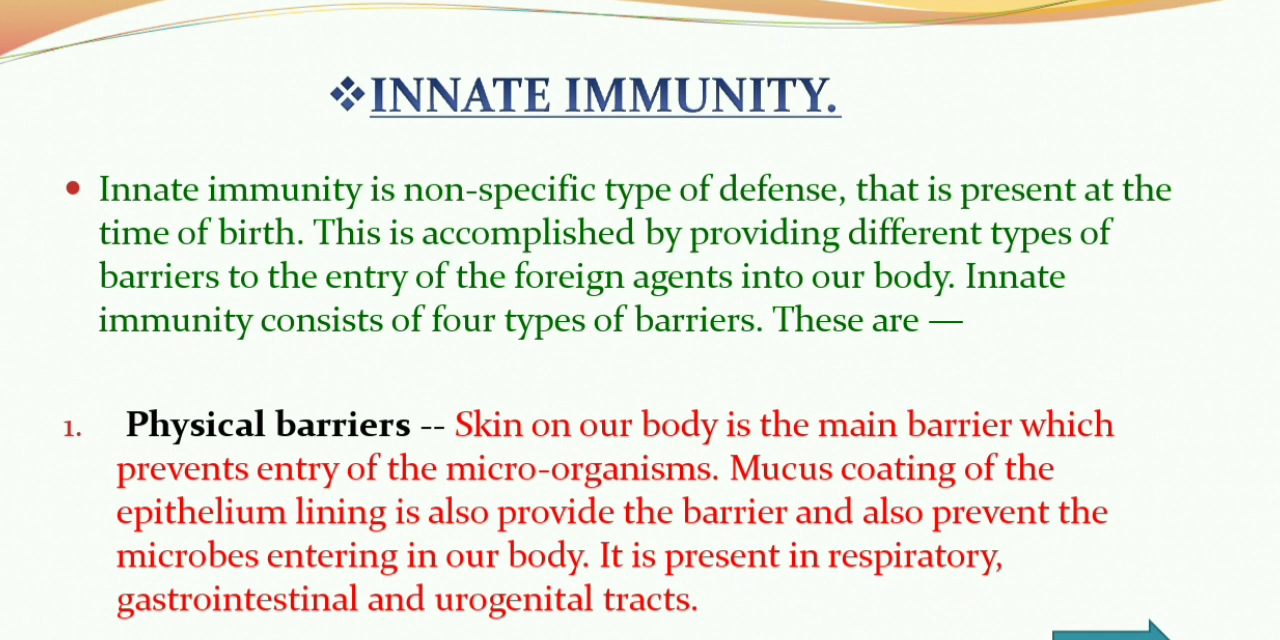 ❖INNATE IMMUNITY.
• Innate immunity is non-specific type of defense, that is present at the
time of birth. This is accomplished by providing different types of
barriers to the entry of the foreign agents into our body. Innate
immunity consists of four types of barriers. These are —
1. Physical barriers -- Skin on our body is the main barrier which
prevents entry of the micro-organisms. Mucus coating of the
epithelium lining is also provide the barrier and also prevent the
microbes entering in our body. It is present in respiratory,
gastrointestinal and urogenital tracts.